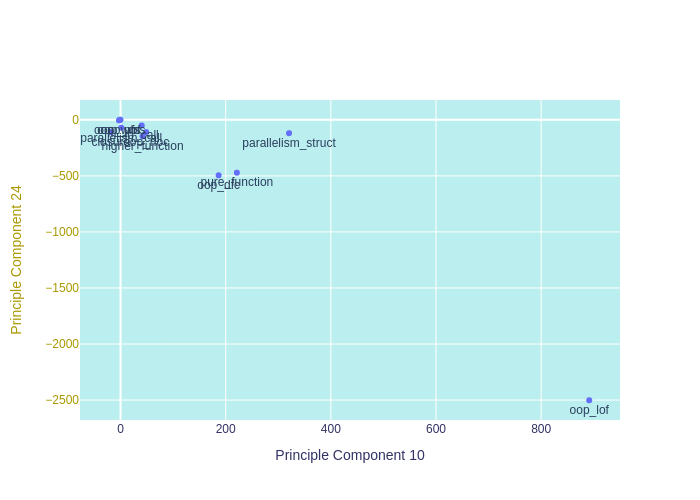 0
−500
−1000
−1500
−2000
−2500
Principle Component 24
parallelism_struct
higher_function
pure_function
oop_lof
0
200
400
600
800
Principle Component 10